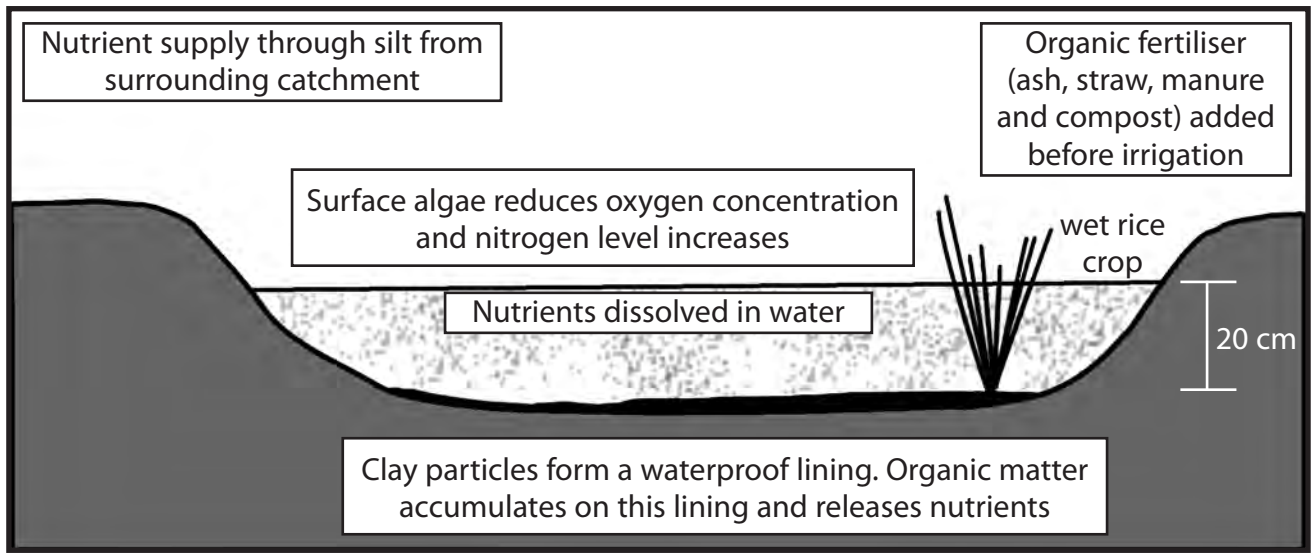 Nutrient supply through silt from
surrounding catchment
Organic fertiliser
(ash, straw, manure
and compost) added
before irrigation
Surface algae reduces oxygen concentration
and nitrogen level increases
wet rice
crop
Nutrients dissolved in water
20 cm
Clay particles form a waterproof lining. Organic matter
accumulates on this lining and releases nutrients